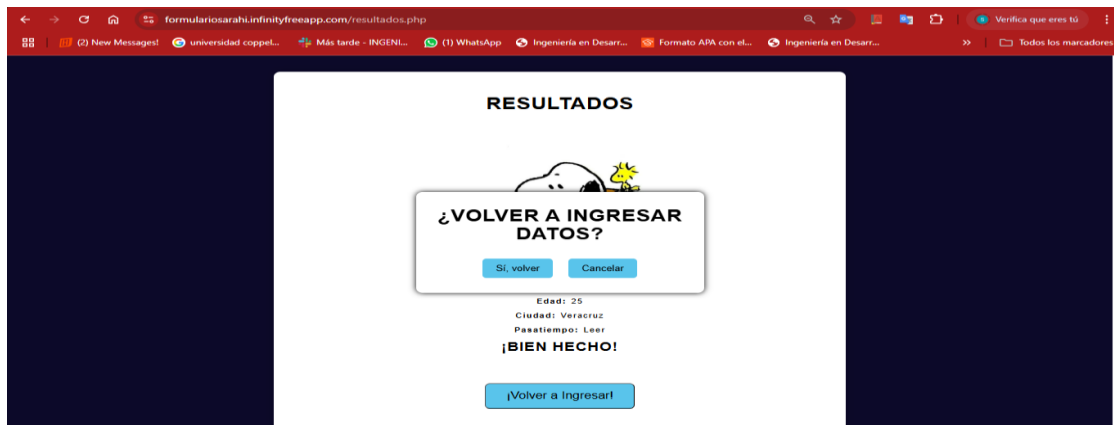 formulariosarahi.infinityfreeapp.com/resultados.php
Verifica que eres tú
(2) New Messages!
universidad coppel...
Más tarde - INGENI...
(1) WhatsApp
Ingeniería en Desarr...
Formato APA con el...
Ingeniería en Desarr...
»
Todos los marcadores
RESULTADOS
¿VOLVER A INGRESAR
DATOS?
Sí, volver
Cancelar
Edad: 25
Ciudad: Veracruz
Pasatiempo: Leer
¡BIEN HECHO!
¡Volver a Ingresar!